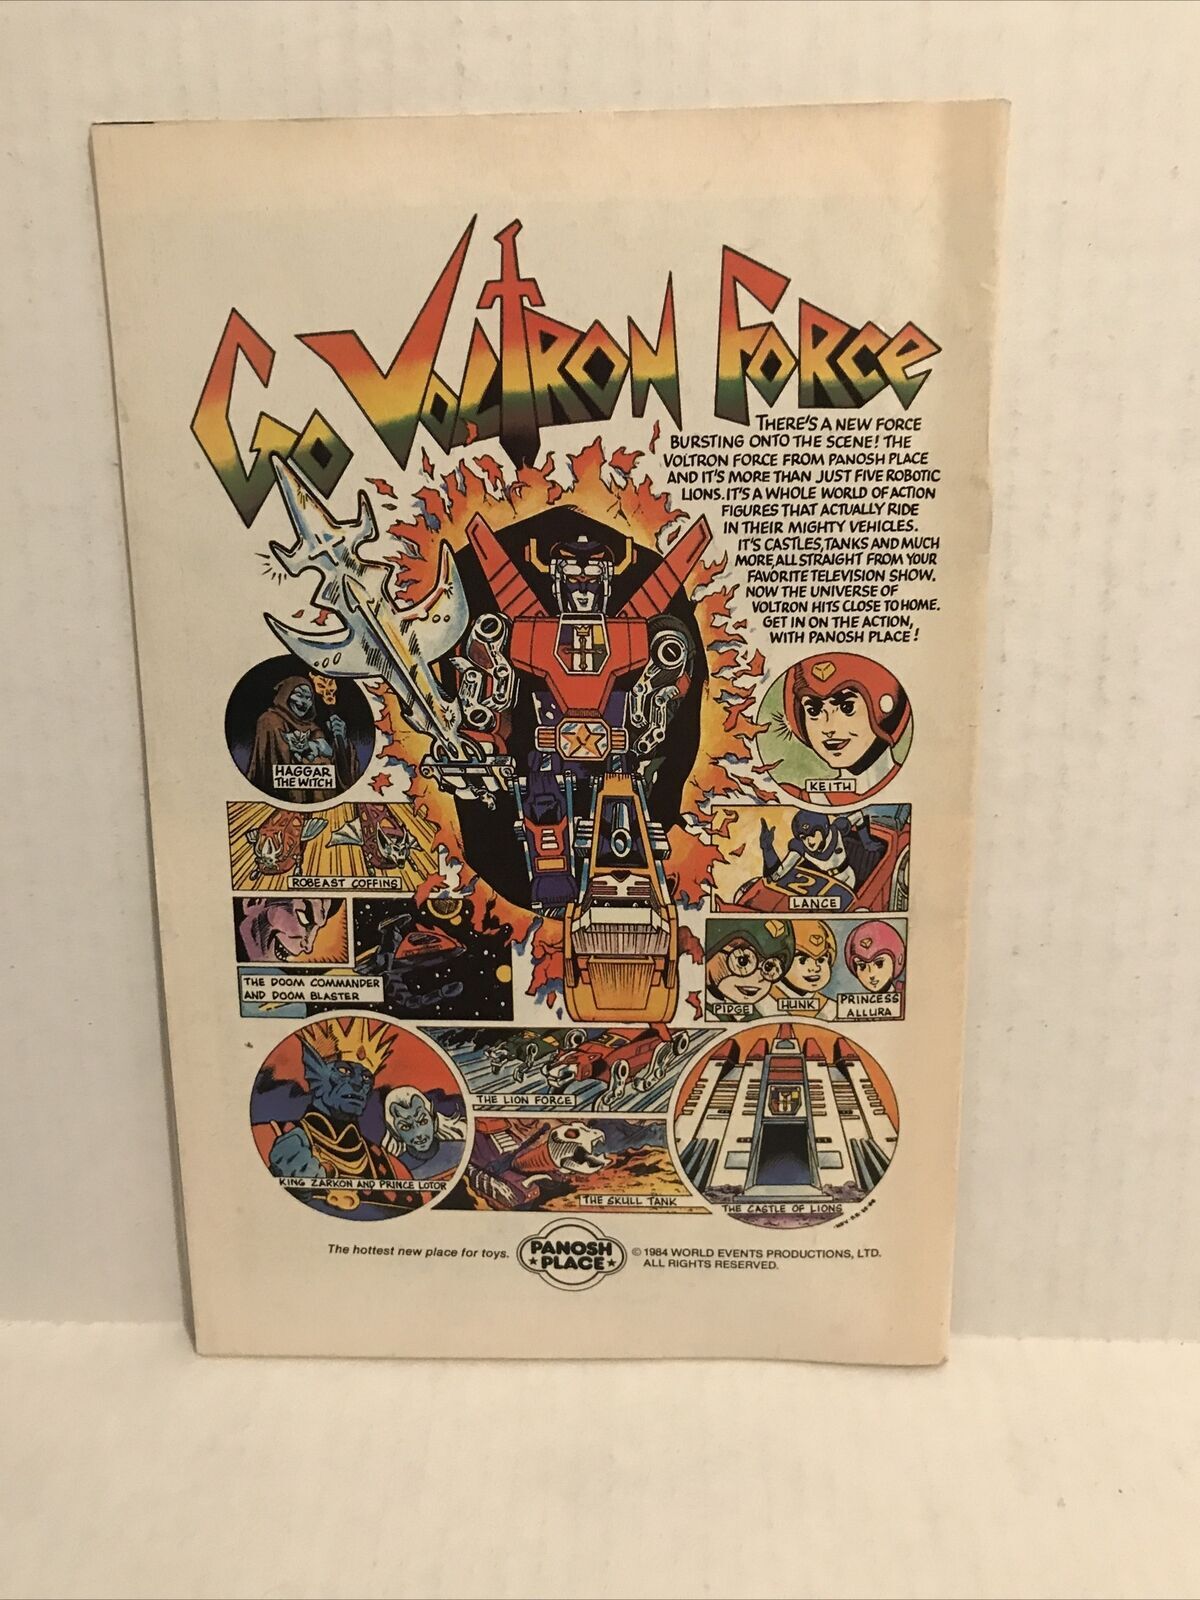 GO VOLTRON FORCE
THERE'S A NEW FORCE
BURSTING ONTO THE SCENE! THE
VOLTRON FORCE FROM PANOSH PLACE
AND IT'S MORE THAN JUST FIVE ROBOTIC
LIONS. IT'S A WHOLE WORLD OF ACTION
FIGURES THAT ACTUALLY RIDE
IN THEIR MIGHTY VEHICLES.
IT'S CASTLES, TANKS AND MUCH
MORE, ALL STRAIGHT FROM YOUR
FAVORITE TELEVISION SHOW.
NOW THE UNIVERSE OF
VOLTRON HITS CLOSE TO HOME.
GET IN ON THE ACTION,
WITH PANOSH PLACE!
HAGGAR
THE WITCH
KEITH
ROBEAST COFFINS
2
LANCE
THE DOOM COMMANDER
AND DOOM BLASTER
PIDGE
HUNK
PRINCESS
ALLURA
THE LION FORCE
KING ZARKON AND PRINCE LOTOR
THE SKULL TANK
THE CASTLE OF LIONS
The hottest new place for toys.
PANOSH
PLACE
© 1984 WORLD EVENTS PRODUCTIONS, LTD.
ALL RIGHTS RESERVED.